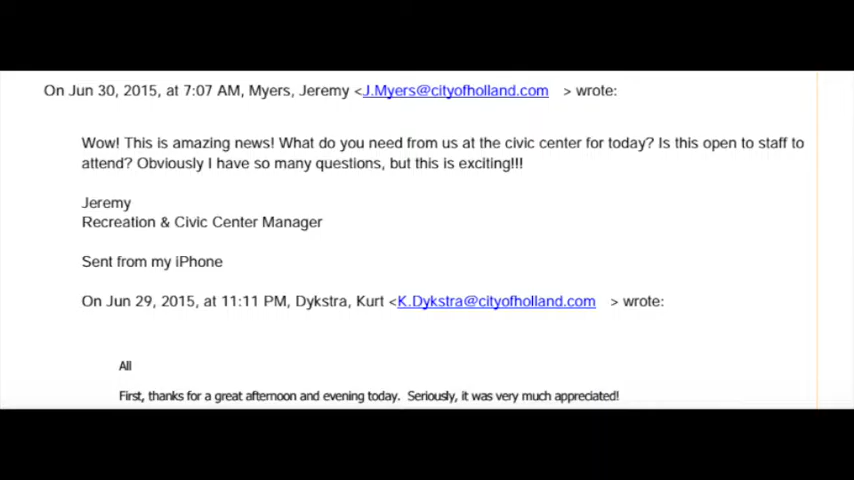 On Jun 30, 2015, at 7:07 AM, Myers, Jeremy <J.Myers@cityofholland.com > wrote:
Wow! This is amazing news! What do you need from us at the civic center for today? Is this open to staff to
attend? Obviously I have so many questions, but this is exciting!!!
Jeremy
Recreation & Civic Center Manager
Sent from my iPhone
On Jun 29, 2015, at 11:11 PM, Dykstra, Kurt <K.Dykstra@cityofholland.com > wrote:
All
First, thanks for a great afternoon and evening today. Seriously, it was very much appreciated!